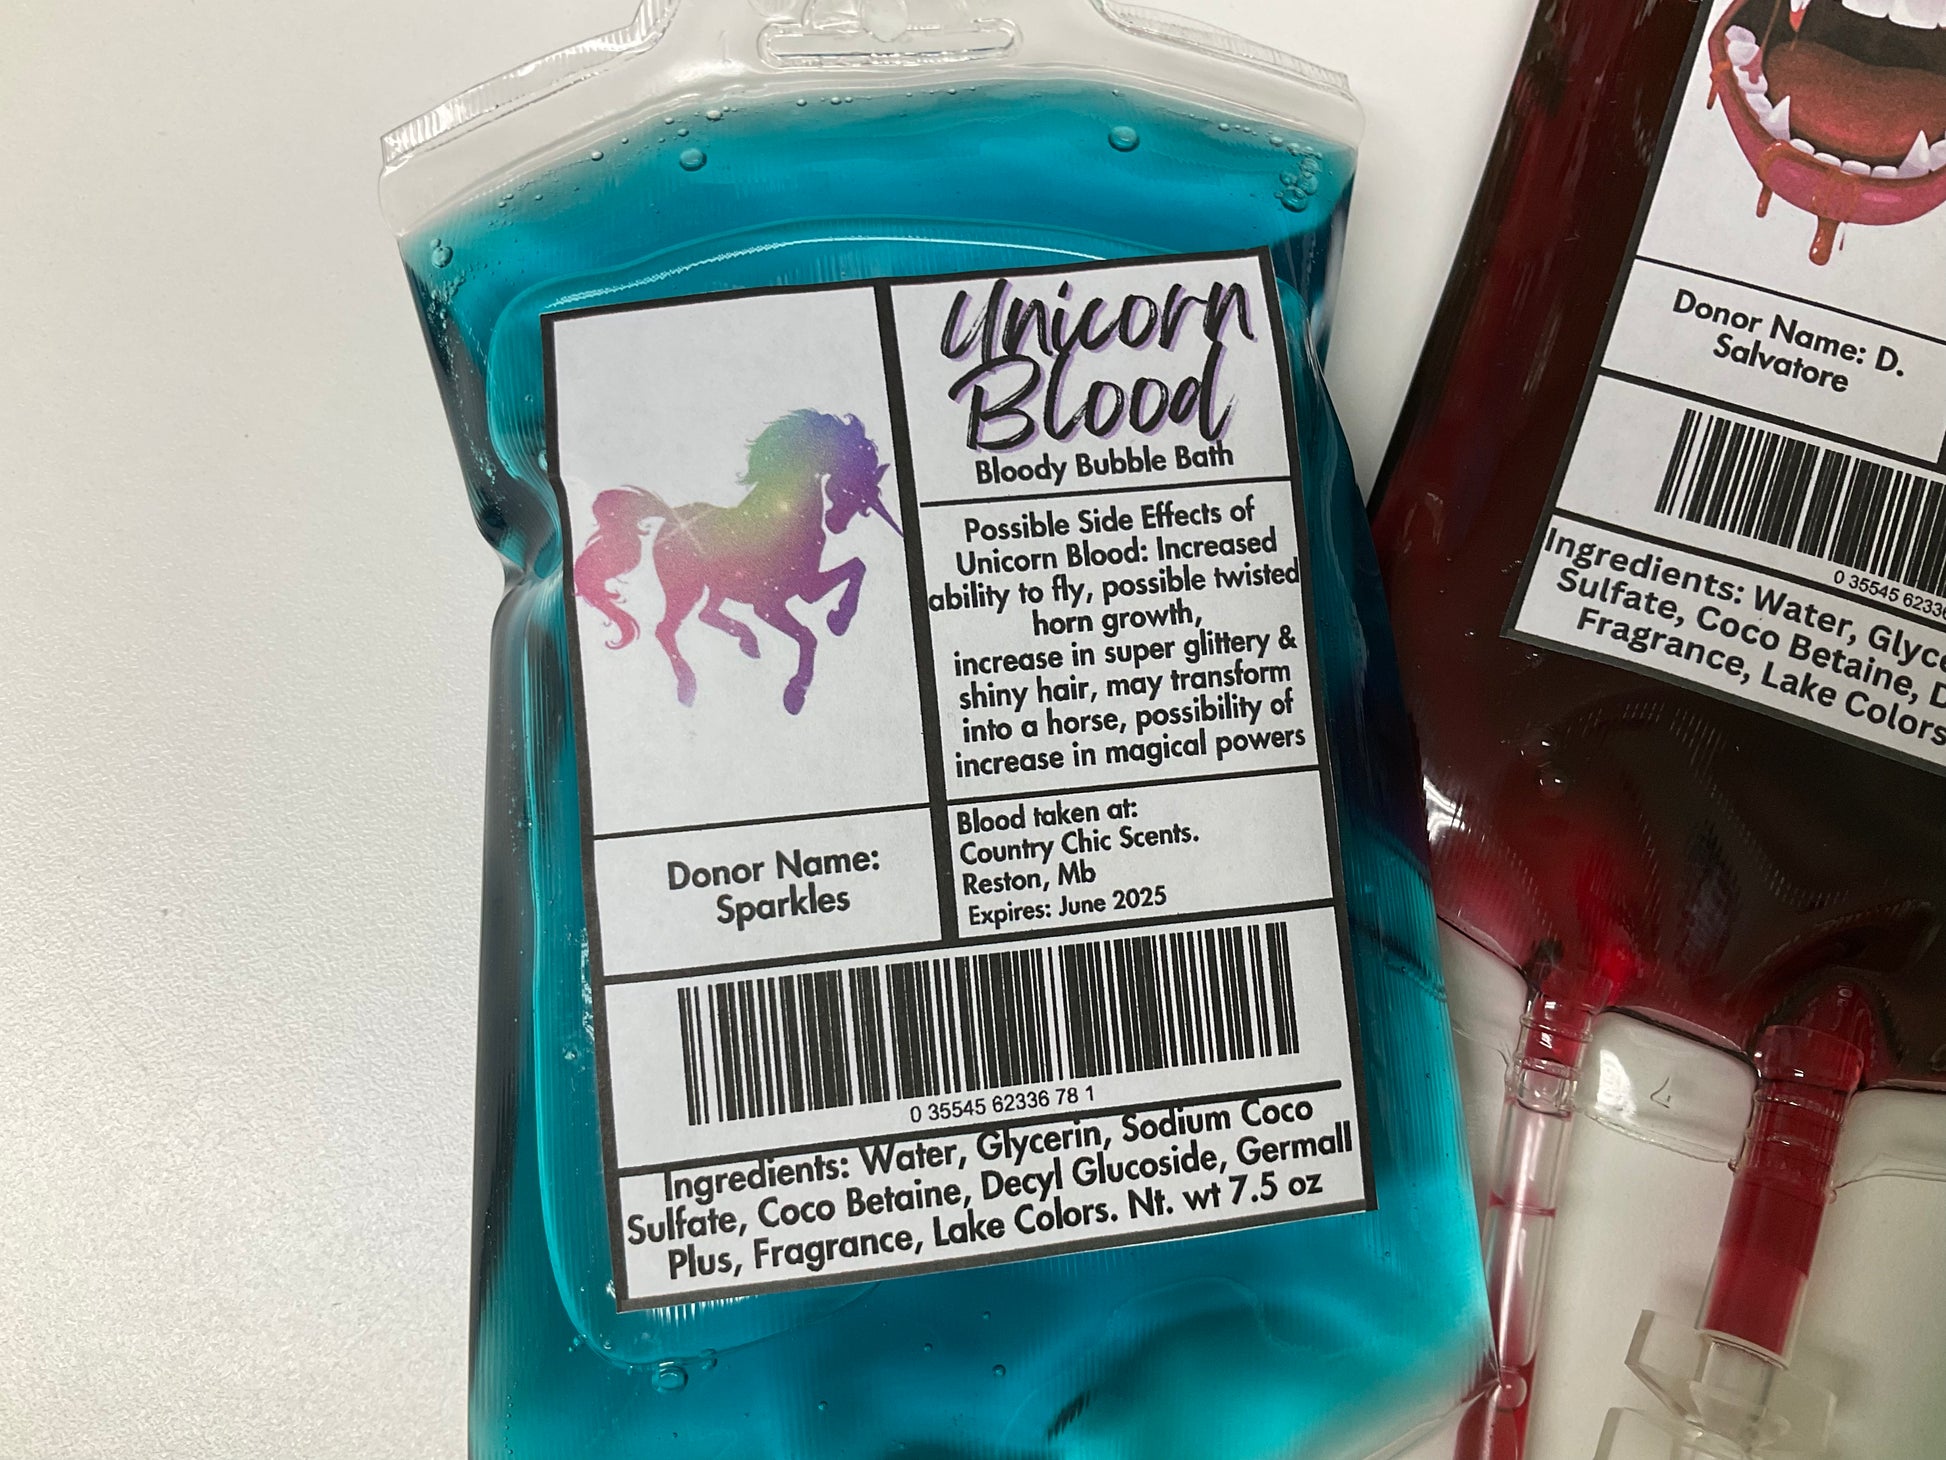 Unicorn
Blood
Bloody Bubble Bath
Possible Side Effects of
Unicorn Blood: Increased
ability to fly, possible twisted
horn growth,
increase in super glittery &
shiny hair, may transform
into a horse, possibility of
increase in magical powers
Donor Name:
Sparkles
Blood taken at:
Country Chic Scents.
Reston, Mb
Expires: June 2025
0 35545 62336 78 1
Ingredients: Water, Glycerin, Sodium Coco
Sulfate, Coco Betaine, Decyl Glucoside, Germall
Plus, Fragrance, Lake Colors. Nt. wt 7.5 oz
Donor Name: D.
Salvatore
0 35545 6233
Ingredients: Water, Glyce
Sulfate, Coco Betaine, D
Fragrance, Lake Colors